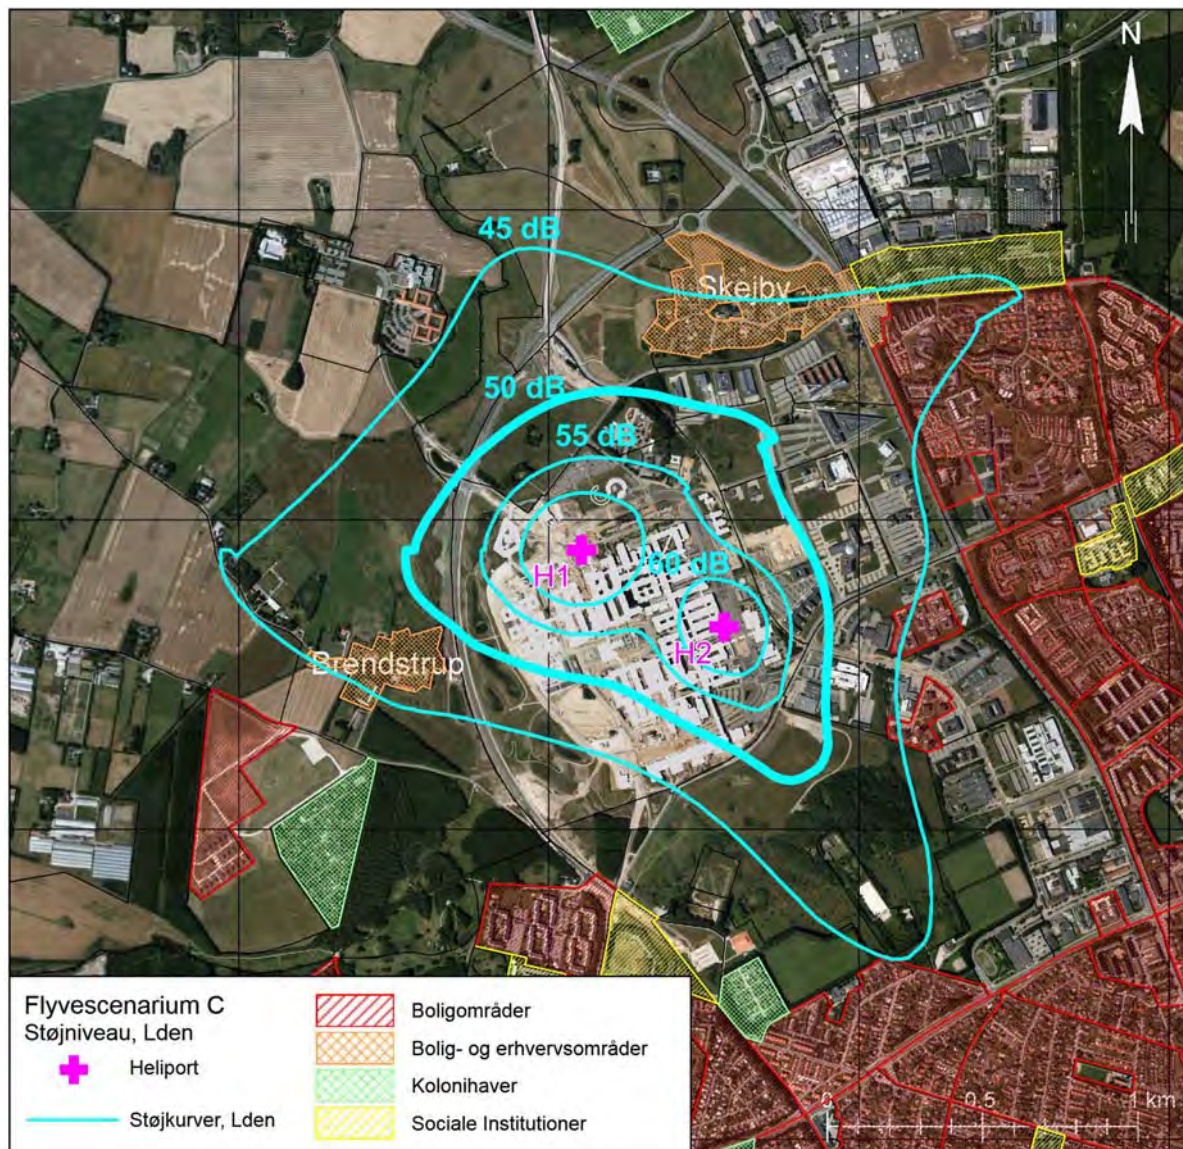 N
45 dB
Skejby
50 dB
55 dB
60 dB
H1
H2
Brendstrup
Flyvescenarium C
Støjniveau, Lden
Heliport
Støjkurver, Lden
Boligområder
Bolig- og erhvervsområder
Kolonihaver
Sociale Institutioner
0 0.5 1 km